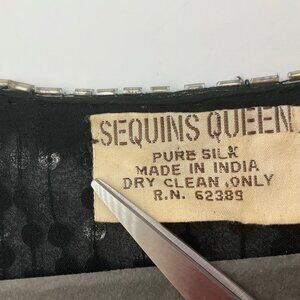 SEQUINS QUEEN
PURE SILK
MADE IN INDIA
DRY CLEAN ONLY
R.N. 62389